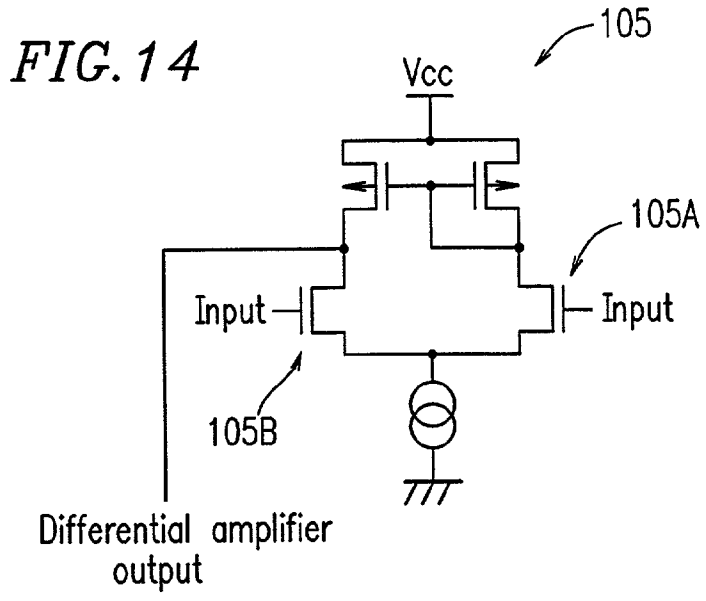 FIG.14
105
Vcc
105A
Input
Input
105B
Differential amplifier
output